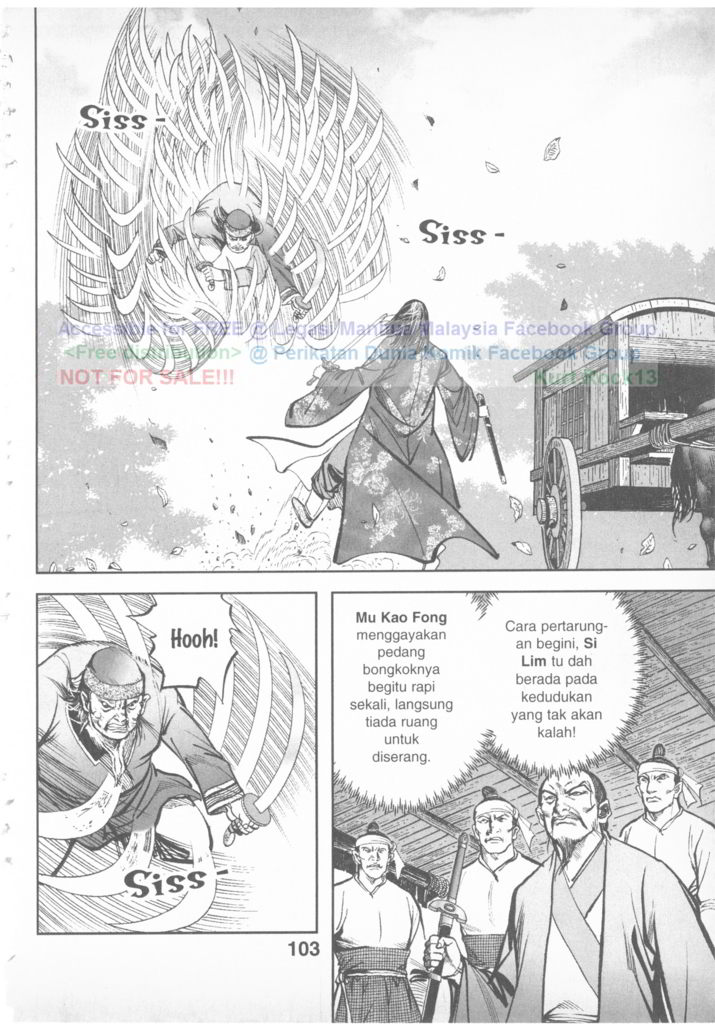 Siss-
Siss-
Accessible for FREE @ Legasi Manhua Malaysia Facebook Group
<Free distribution> @ Perikatan Dunia Komik Facebook Group
NOT FOR SALE!!!
Kuri Rock13
Hooh!
Siss-
Mu Kao Fong
menggayakan
pedang
bongkoknya
begitu rapi
sekali, langsung
tiada ruang
untuk
diserang.
Cara pertarung-
an begini, Si
Lim tu dah
berada pada
kedudukan
yang tak akan
kalah!
103